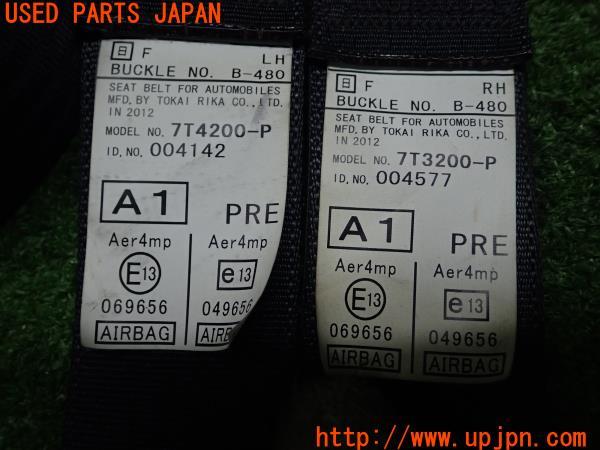 USED PARTS JAPAN
日 F LH
BUCKLE NO. B-480
SEAT BELT FOR AUTOMOBILES
MFD. BY TOKAI RIKA CO., LTD.
IN 2012
MODEL NO. 7T4200-P
ID. NO. 004142
A1 PRE
Aer4mp Aer4mp
E13 e13
069656 049656
AIRBAG AIRBAG
日 F RH
BUCKLE NO. B-480
SEAT BELT FOR AUTOMOBILES
MFD. BY TOKAI RIKA CO., LTD.
IN 2012
MODEL NO. 7T3200-P
ID. NO. 004577
A1 PRE
Aer4mp Aer4mp
E13 e13
069656 049656
AIRBAG AIRBAG
http://www.upjpn.com/